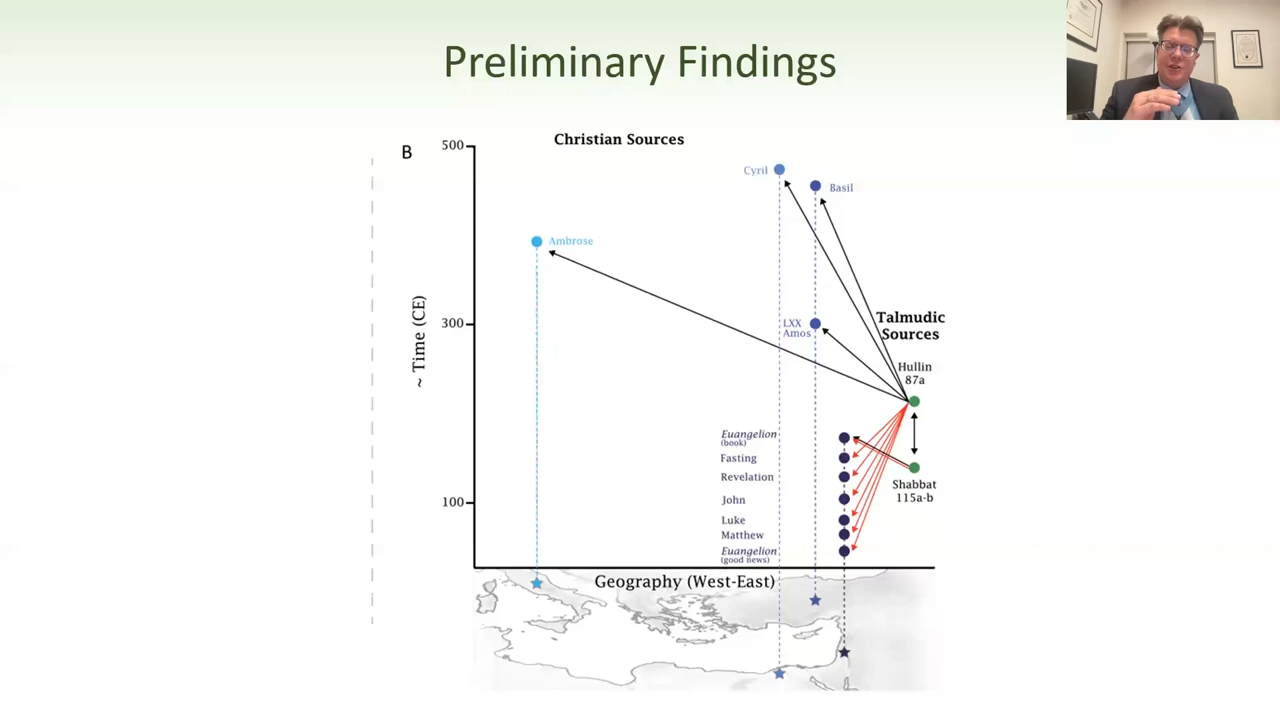 Preliminary Findings
B
Christian Sources
500
300
100
~ Time (CE)
Cyril
Basil
Ambrose
LXX
Amos
Talmudic
Sources
Hullin
87a
Euangelion
(book)
Fasting
Revelation
John
Luke
Matthew
Euangelion
(good news)
Shabbat
115a-b
Geography (West-East)